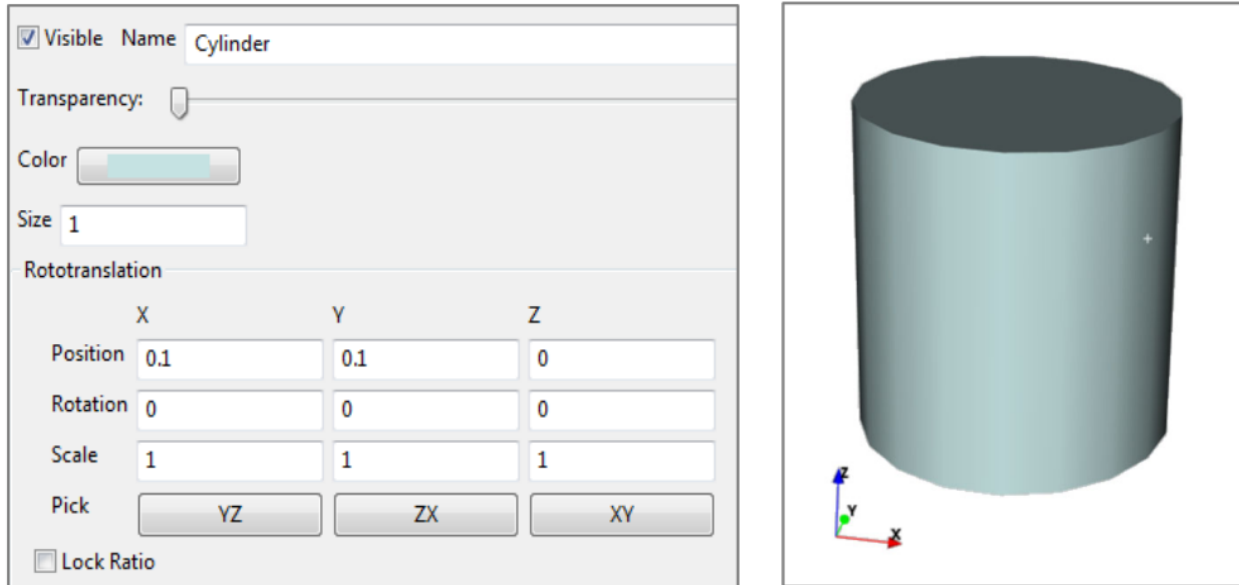 Visible Name Cylinder
Transparency:
Color
Size 1
Rototranslation
X Y Z
Position 0.1 0.1 0
Rotation 0 0 0
Scale 1 1 1
Pick YZ ZX XY
Lock Ratio
Z
Y
X